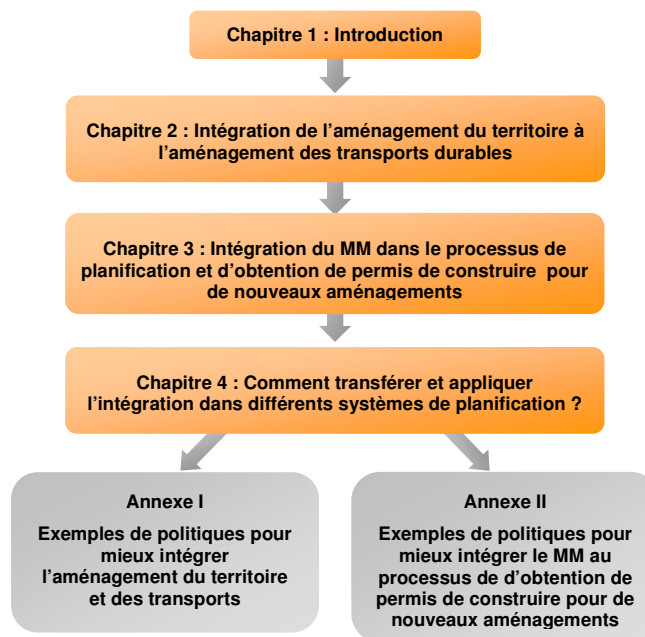 Chapitre 1 : Introduction
Chapitre 2 : Intégration de l’aménagement du territoire à
l’aménagement des transports durables
Chapitre 3 : Intégration du MM dans le processus de
planification et d’obtention de permis de construire pour
de nouveaux aménagements
Chapitre 4 : Comment transférer et appliquer
l’intégration dans différents systèmes de planification ?
Annexe I
Exemples de politiques pour
mieux intégrer
l’aménagement du territoire
et des transports
Annexe II
Exemples de politiques pour
mieux intégrer le MM au
processus de d’obtention de
permis de construire pour de
nouveaux aménagements